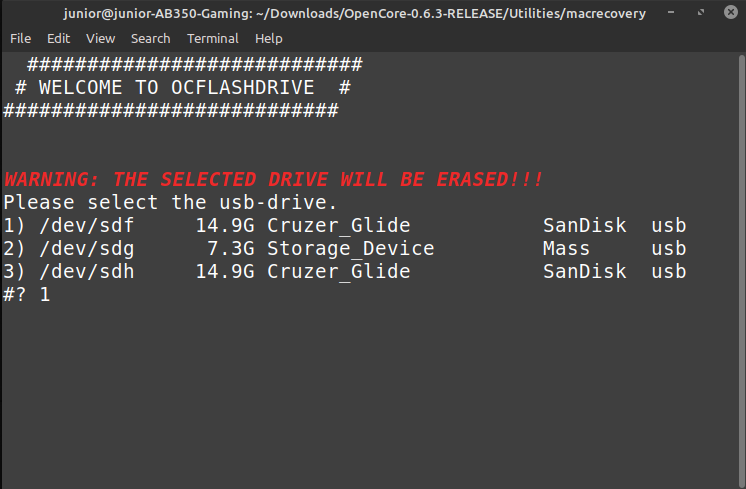 junior@junior-AB350-Gaming: ~/Downloads/OpenCore-0.6.3-RELEASE/Utilities/macrecovery
File Edit View Search Terminal Help
############################
# WELCOME TO OCFLASHDRIVE #
############################
WARNING: THE SELECTED DRIVE WILL BE ERASED!!!
Please select the usb-drive.
1) /dev/sdf 14.9G Cruzer_Glide SanDisk usb
2) /dev/sdg 7.3G Storage_Device Mass usb
3) /dev/sdh 14.9G Cruzer_Glide SanDisk usb
#? 1